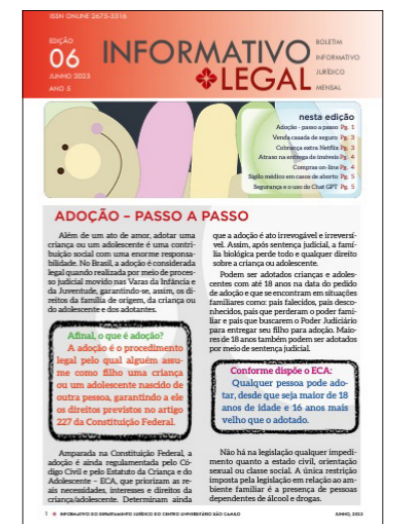 ISSN ONLINE 2675-3316
EDIÇÃO
06
JUNHO 2023
ANO 5
INFORMATIVO
LEGAL
BOLETIM
INFORMATIVO
JURÍDICO
MENSAL
nesta edição
Adoção - passo a passo Pg. 1
Venda casada de seguro Pg. 3
Cobrança extra Netflix Pg. 3
Atraso na entrega de imóveis Pg. 4
Compras on-line Pg. 4
Sigilo médico em casos de aborto Pg. 5
Segurança e o uso do Chat GPT Pg. 5
ADOÇÃO – PASSO A PASSO
Além de um ato de amor, adotar uma
criança ou um adolescente é uma contri-
buição social com uma enorme responsa-
bilidade. No Brasil, a adoção é considerada
legal quando realizada por meio de proces-
so judicial movido nas Varas da Infância e
da Juventude, garantindo-se, assim, os di-
reitos da família de origem, da criança ou
do adolescente e dos adotantes.
Afinal, o que é adoção?
A adoção é o procedimento
legal pelo qual alguém assu-
me como filho uma criança
ou um adolescente nascido de
outra pessoa, garantindo a ele
os direitos previstos no artigo
227 da Constituição Federal.
Amparada na Constituição Federal, a
adoção é ainda regulamentada pelo Có-
digo Civil e pelo Estatuto da Criança e do
Adolescente – ECA, que priorizam as re-
ais necessidades, interesses e direitos da
criança/adolescente. Determinam ainda
que a adoção é ato irrevogável e irreversí-
vel. Assim, após sentença judicial, a famí-
lia biológica perde todo e qualquer direito
sobre a criança ou adolescente.
Podem ser adotados crianças e adoles-
centes com até 18 anos na data do pedido
de adoção e que se encontram em situações
familiares como: pais falecidos, pais desco-
nhecidos, pais que perderam o poder fami-
liar e pais que buscarem o Poder Judiciário
para entregar seu filho para adoção. Maio-
res de 18 anos também podem ser adotados
por meio de sentença judicial.
Conforme dispõe o ECA:
Qualquer pessoa pode ado-
tar, desde que seja maior de 18
anos de idade e 16 anos mais
velho que o adotado.
Não há na legislação qualquer impedi-
mento quanto a estado civil, orientação
sexual ou classe social. A única restrição
imposta pela legislação em relação ao am-
biente familiar é a presença de pessoas
dependentes de álcool e drogas.
1 INFORMATIVO DO DEPARTAMENTO JURÍDICO DO CENTRO UNIVERSITÁRIO SÃO CAMILO
JUNHO, 2023